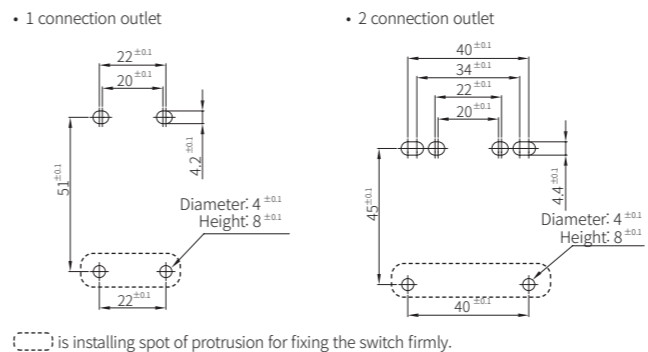 • 1 connection outlet
22±0.1
20±0.1
4.2±0.1
51±0.1
Diameter: 4±0.1
Height: 8±0.1
22±0.1
• 2 connection outlet
40±0.1
34±0.1
22±0.1
20±0.1
4.4±0.1
45±0.1
Diameter: 4±0.1
Height: 8±0.1
40±0.1
is installing spot of protrusion for fixing the switch firmly.